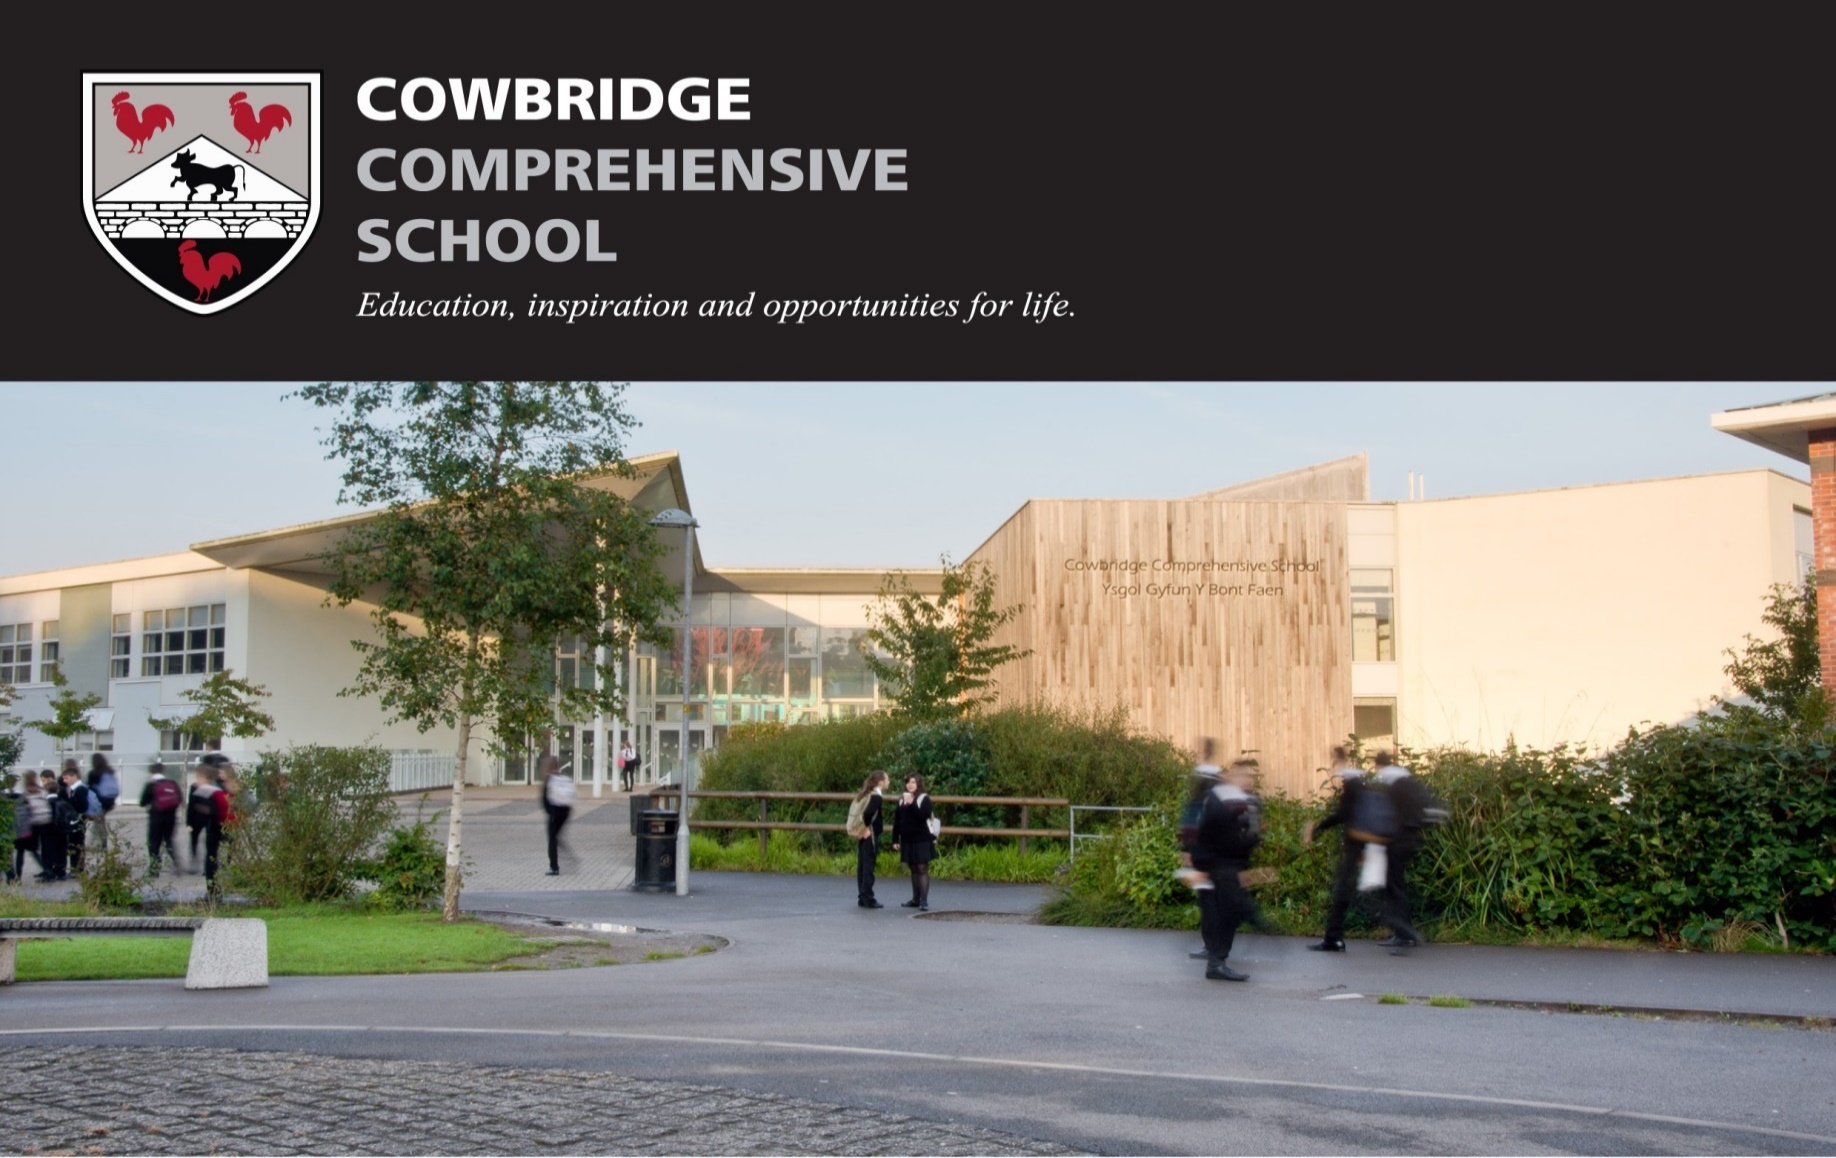 COWBRIDGE
COMPREHENSIVE
SCHOOL
Education, inspiration and opportunities for life.
Cowbridge Comprehensive School
Ysgol Gyfun Y Bont Faen